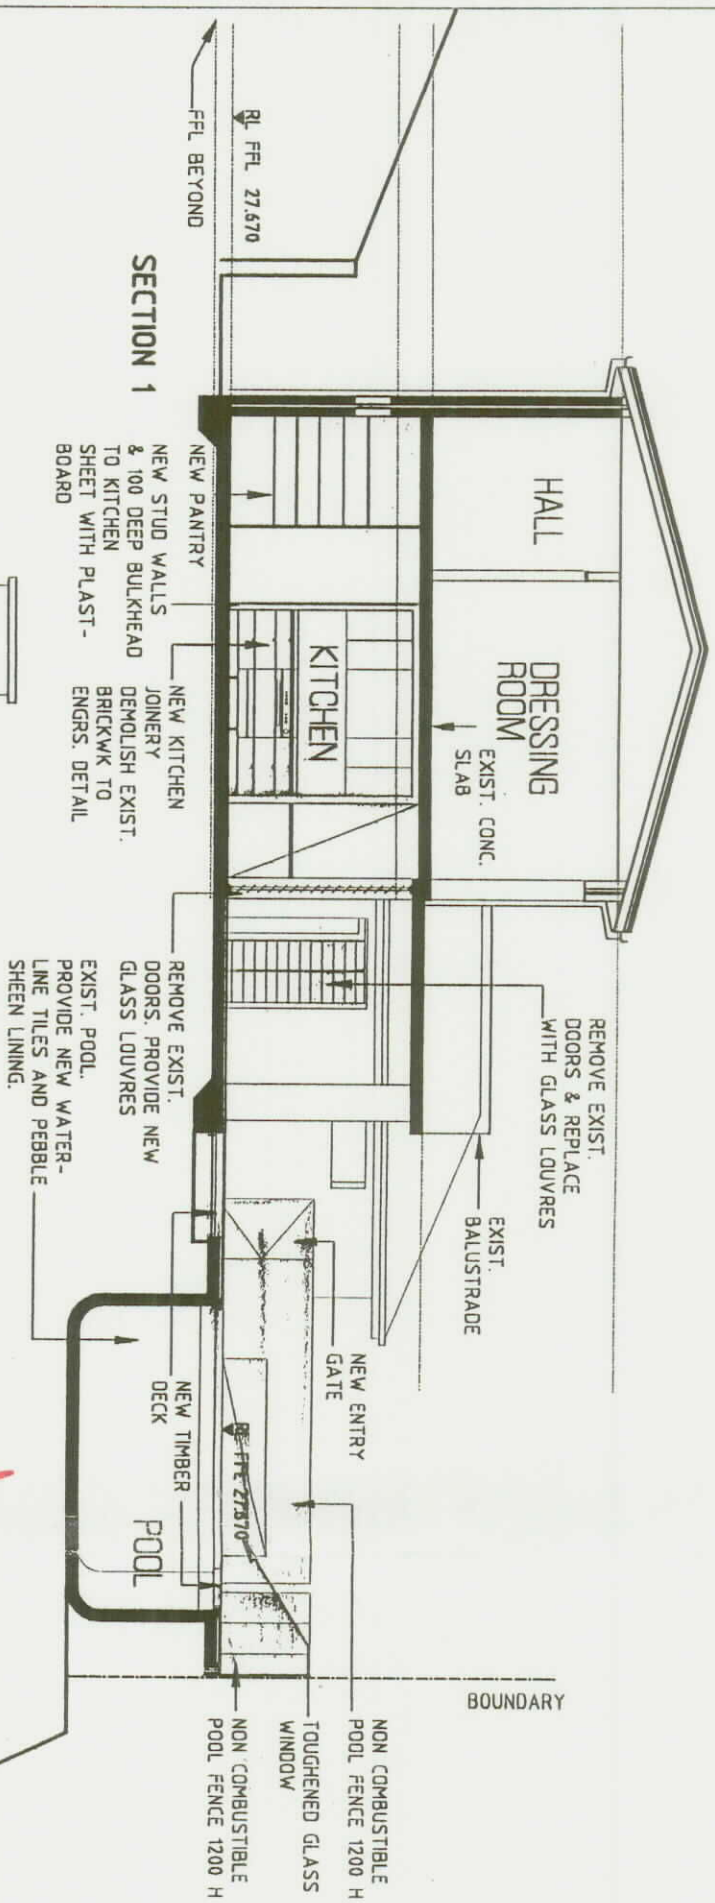 REMOVE EXIST.
DOORS & REPLACE
WITH GLASS LOUVRES
EXIST.
BALUSTRADE
NEW ENTRY
GATE
NON COMBUSTIBLE
POOL FENCE 1200 H
TOUGHENED GLASS
WINDOW
NON COMBUSTIBLE
POOL FENCE 1200 H
BOUNDARY
HALL
DRESSING
ROOM
EXIST. CONC.
SLAB
KITCHEN
POOL
RL FFL 27.670
RL FFL 27.670
FFL BEYOND
SECTION 1
NEW PANTRY
NEW STUD WALLS
& 100 DEEP BULKHEAD
TO KITCHEN
SHEET WITH PLAST-
BOARD
NEW KITCHEN
JOINERY
DEMOLISH EXIST.
BRICKWK TO
ENGRS. DETAIL
REMOVE EXIST.
DOORS. PROVIDE NEW
GLASS LOUVRES
EXIST. POOL.
PROVIDE NEW WATER-
LINE TILES AND PEBBLE
SHEEN LINING.
NEW TIMBER
DECK